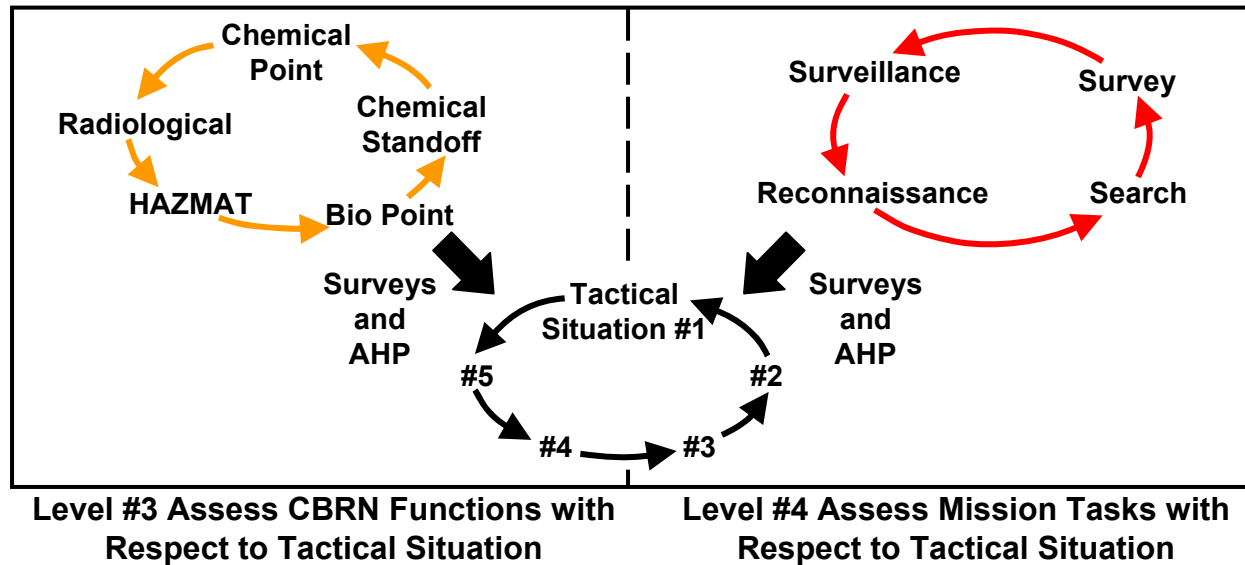 Chemical
Point
Radiological
Chemical
Standoff
HAZMAT
Bio Point
Surveys
and
AHP
Surveillance
Survey
Reconnaissance
Search
Surveys
and
AHP
Tactical
Situation #1
#5
#2
#4
#3
Level #3 Assess CBRN Functions with
Respect to Tactical Situation
Level #4 Assess Mission Tasks with
Respect to Tactical Situation